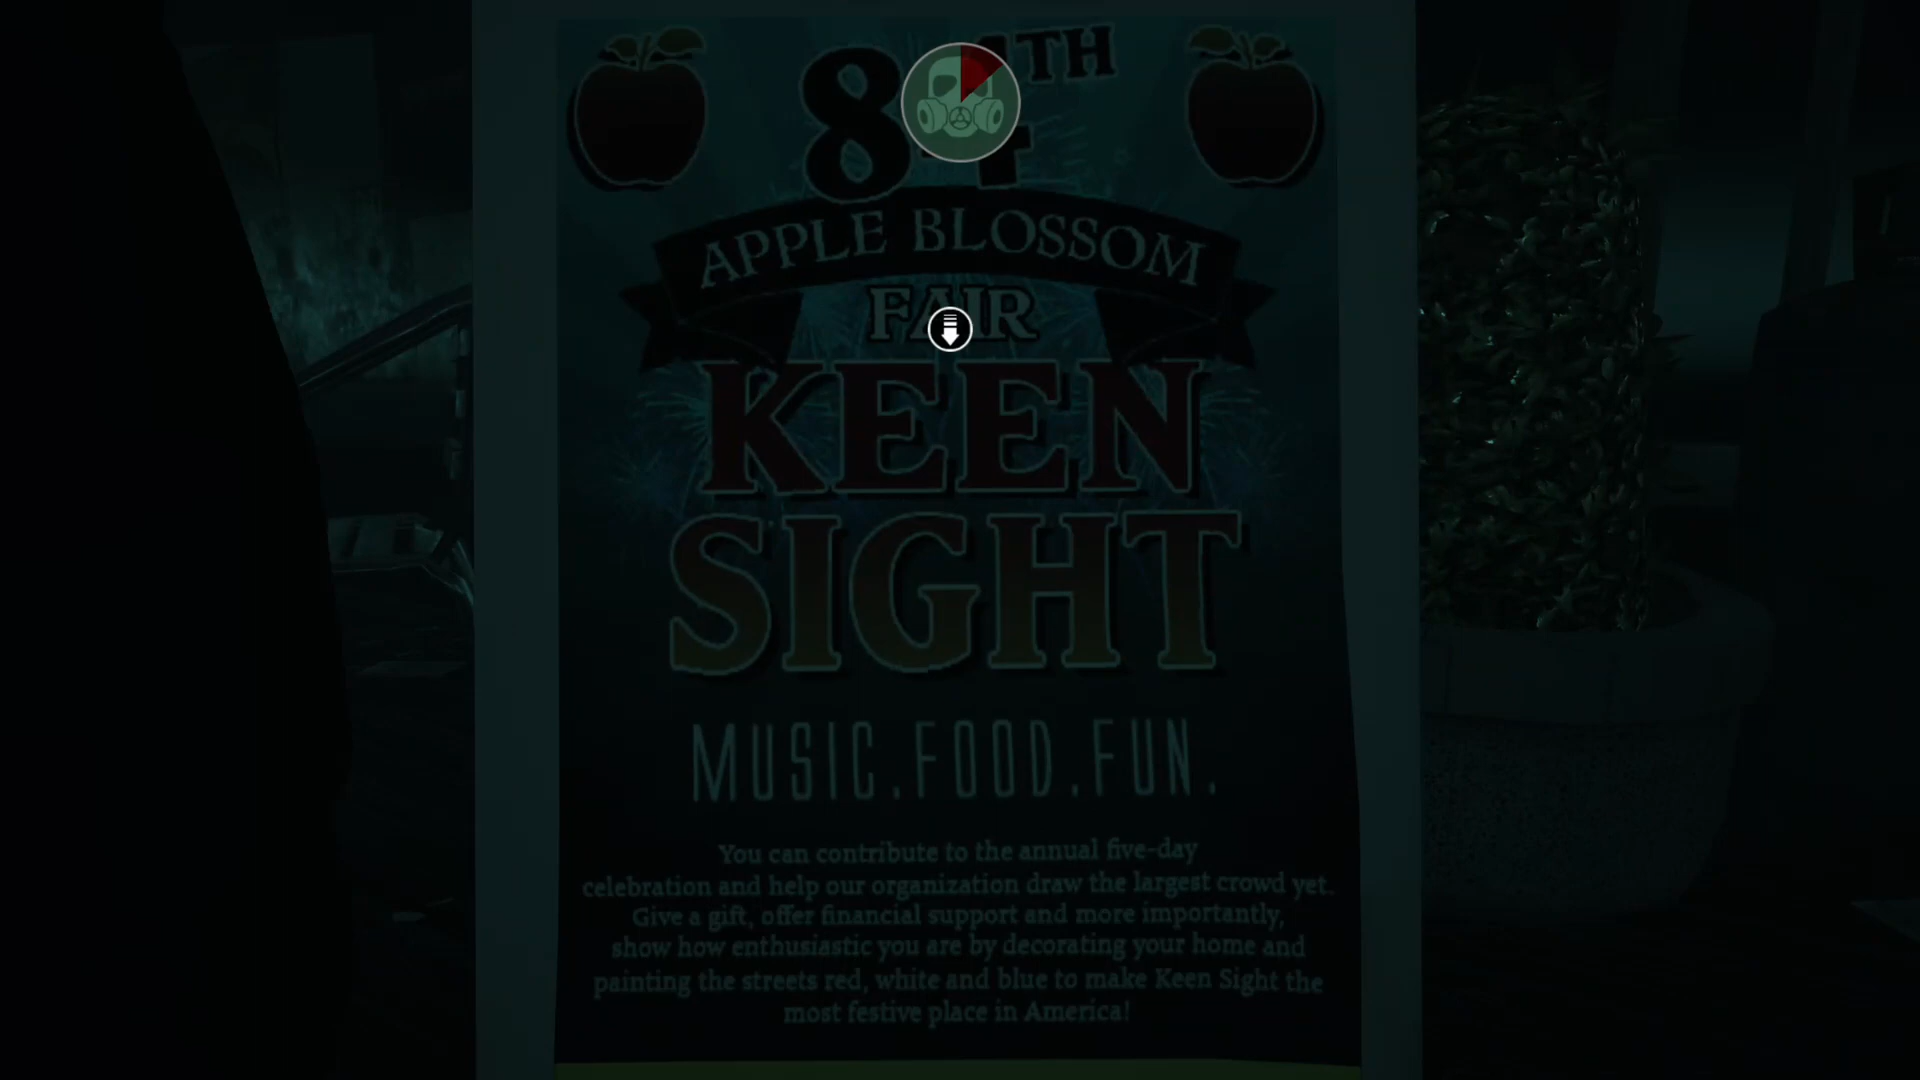 84TH
APPLE BLOSSOM
FAIR
KEEN
SIGHT
MUSIC.FOOD.FUN.
You can contribute to the annual five-day
celebration and help our organization draw the largest crowd yet.
Give a gift, offer financial support and more importantly,
show how enthusiastic you are by decorating your home and
painting the streets red, white and blue to make Keen Sight the
most festive place in America!